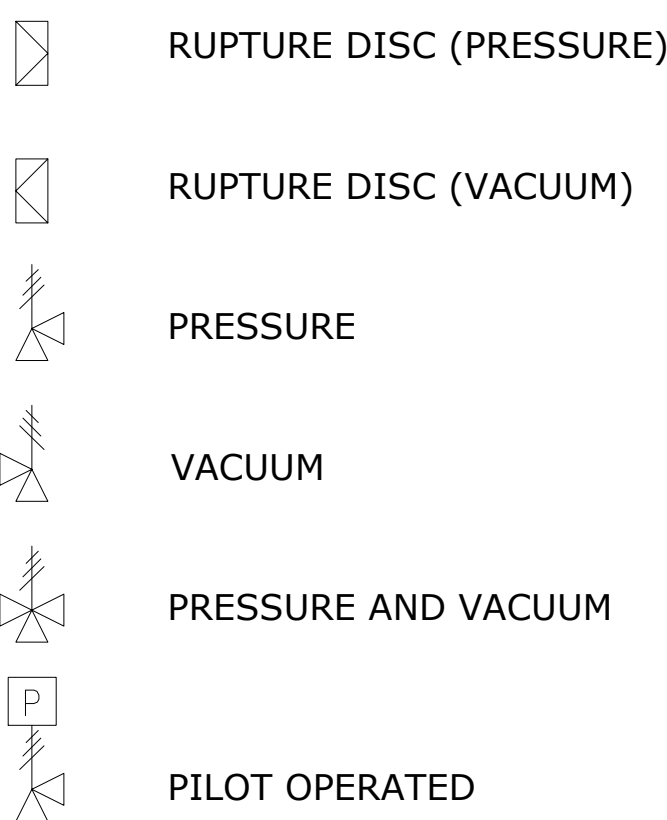 RUPTURE DISC (PRESSURE)
RUPTURE DISC (VACUUM)
PRESSURE
VACUUM
PRESSURE AND VACUUM
P
PILOT OPERATED